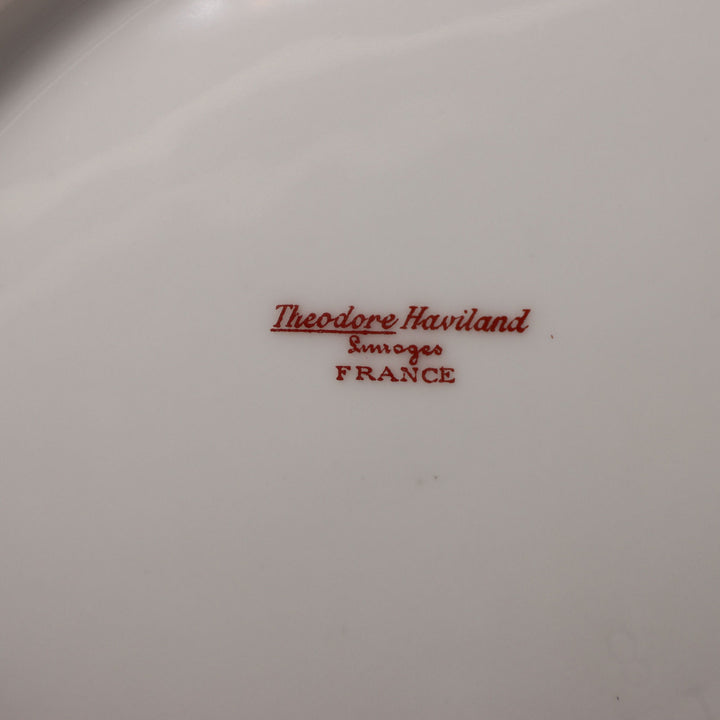 Theodore Haviland
Limoges
FRANCE